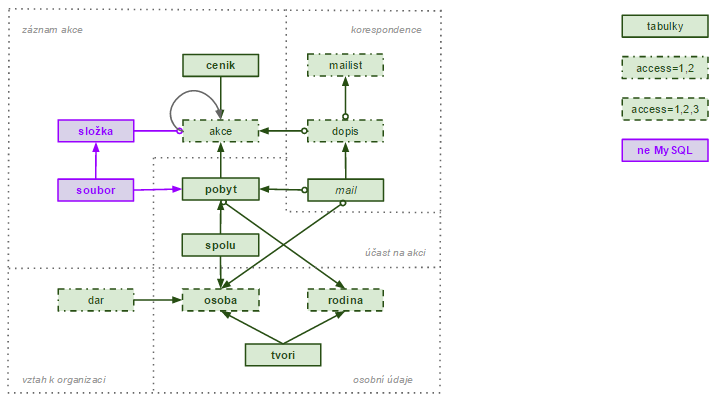 záznam akce
korespondence
tabulky
ceník
mailist
access=1,2
access=1,2,3
složka
akce
dopis
ne MySQL
soubor
pobyt
mail
spolu
účast na akci
dar
osoba
rodina
tvori
vztah k organizaci
osobní údaje